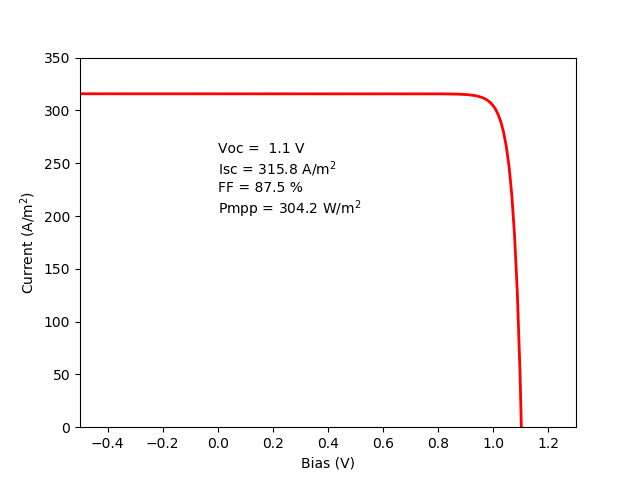 350
300
250
200
150
100
50
0
Current (A/m²)
Voc =  1.1 V
Isc = 315.8 A/m²
FF = 87.5 %
Pmpp = 304.2 W/m²
−0.4 −0.2 0.0 0.2 0.4 0.6 0.8 1.0 1.2
Bias (V)